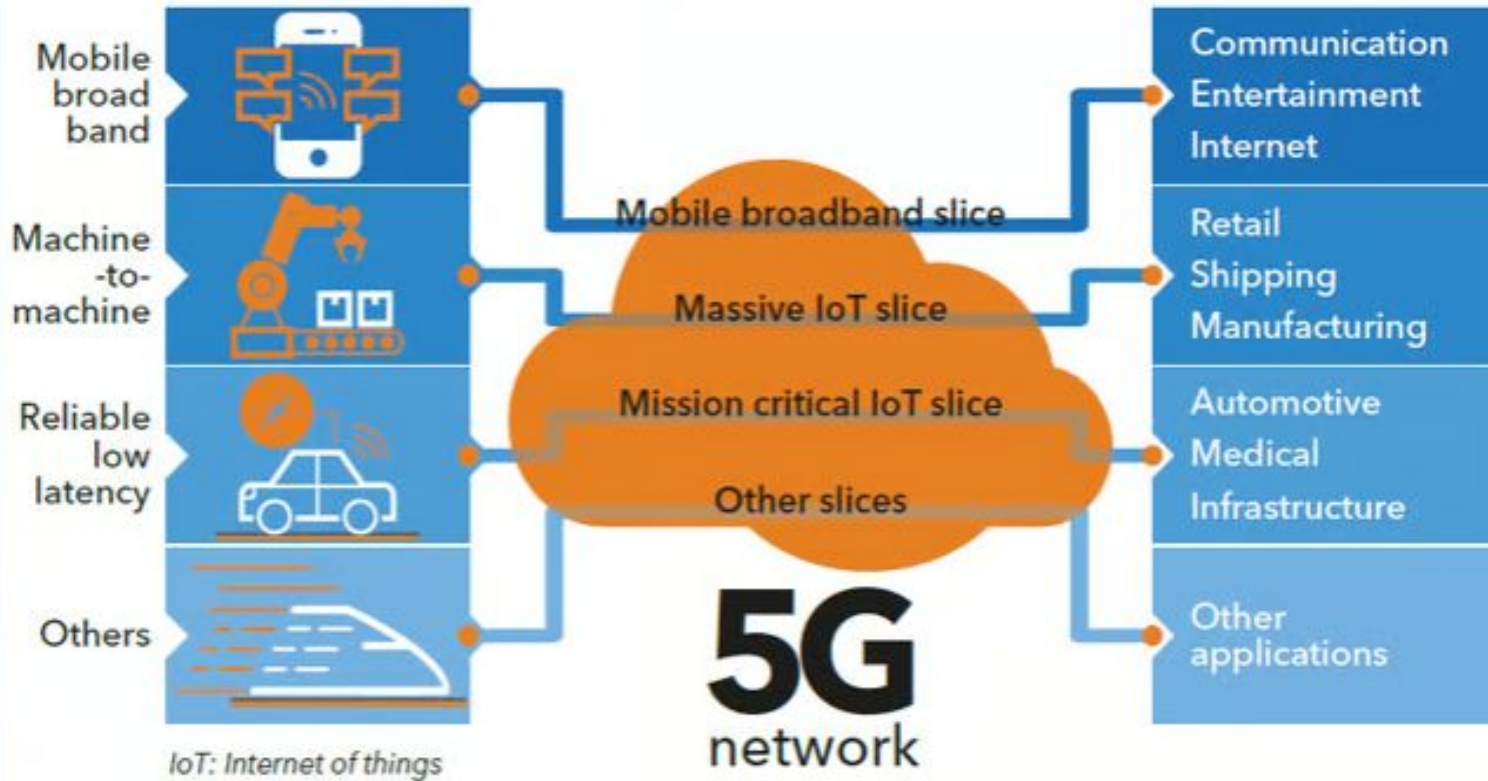 Mobile
broad
band
Machine
-to-
machine
Reliable
low
latency
Others
Mobile broadband slice
Massive IoT slice
Mission critical IoT slice
Other slices
5G
network
Communication
Entertainment
Internet
Retail
Shipping
Manufacturing
Automotive
Medical
Infrastructure
Other
applications
IoT: Internet of things